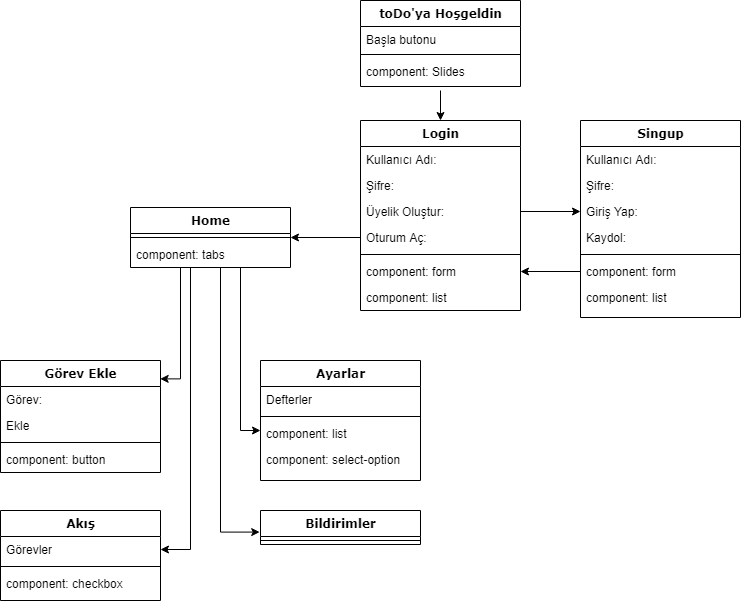 toDo'ya Hoşgeldin
Başla butonu
component: Slides
Login
Kullanıcı Adı:
Şifre:
Üyelik Oluştur:
Oturum Aç:
component: form
component: list
Singup
Kullanıcı Adı:
Şifre:
Giriş Yap:
Kaydol:
component: form
component: list
Home
component: tabs
Görev Ekle
Görev:
Ekle
component: button
Ayarlar
Defterler
component: list
component: select-option
Akış
Görevler
component: checkbox
Bildirimler